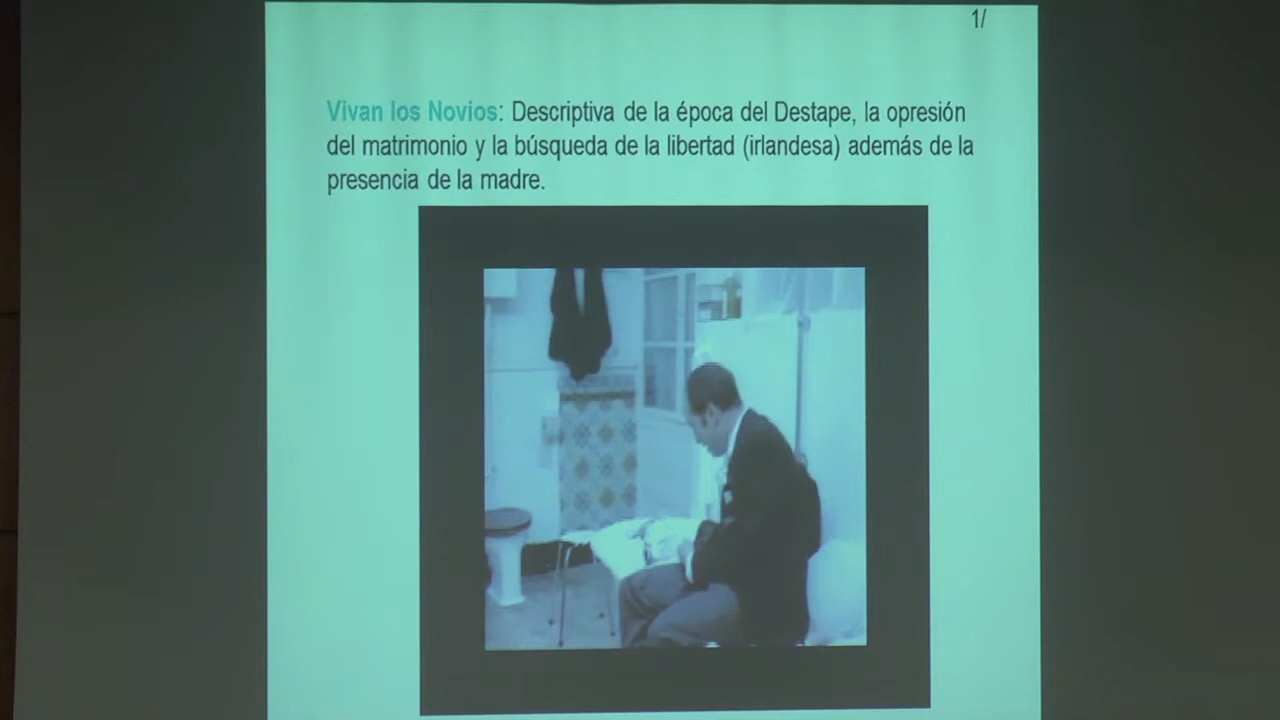 1/
Vivan los Novios: Descriptiva de la época del Destape, la opresión
del matrimonio y la búsqueda de la libertad (irlandesa) además de la
presencia de la madre.